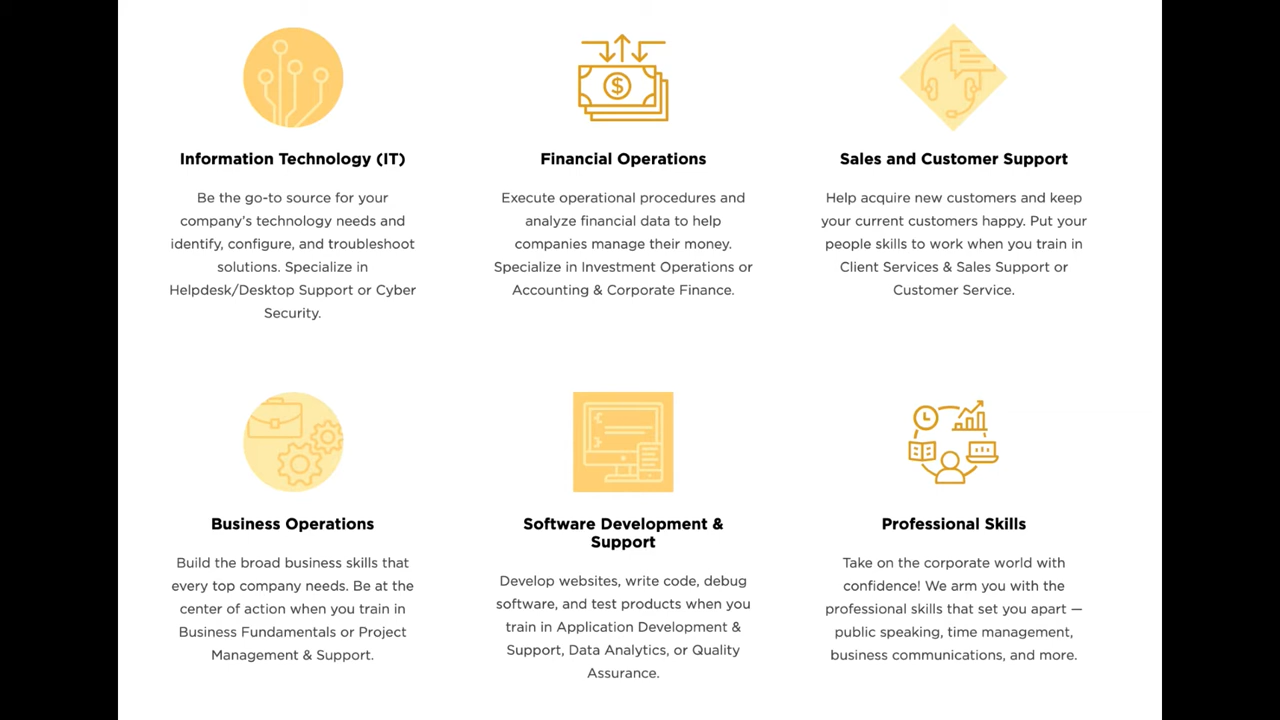 Information Technology (IT)
Be the go-to source for your
company's technology needs and
identify, configure, and troubleshoot
solutions. Specialize in
Helpdesk/Desktop Support or Cyber
Security.
$
Financial Operations
Execute operational procedures and
analyze financial data to help
companies manage their money.
Specialize in Investment Operations or
Accounting & Corporate Finance.
Sales and Customer Support
Help acquire new customers and keep
your current customers happy. Put your
people skills to work when you train in
Client Services & Sales Support or
Customer Service.
Business Operations
Build the broad business skills that
every top company needs. Be at the
center of action when you train in
Business Fundamentals or Project
Management & Support.
Software Development &
Support
Develop websites, write code, debug
software, and test products when you
train in Application Development &
Support, Data Analytics, or Quality
Assurance.
Professional Skills
Take on the corporate world with
confidence! We arm you with the
professional skills that set you apart —
public speaking, time management,
business communications, and more.